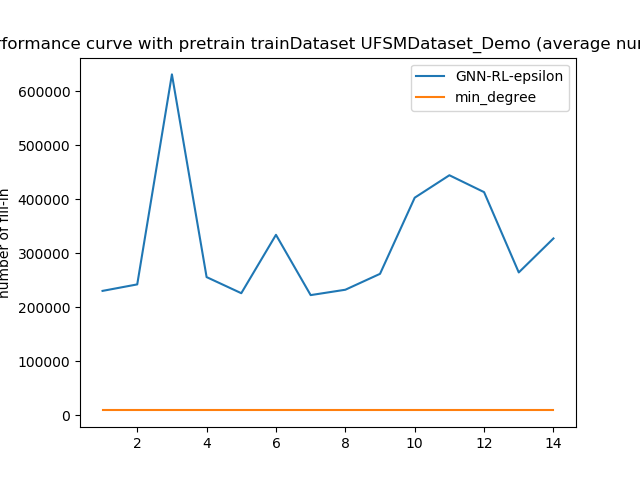 rformance curve with pretrain trainDataset UFSMDataset_Demo (average num
GNN-RL-epsilon
min_degree
number of fill-in
600000
500000
400000
300000
200000
100000
0
2 4 6 8 10 12 14